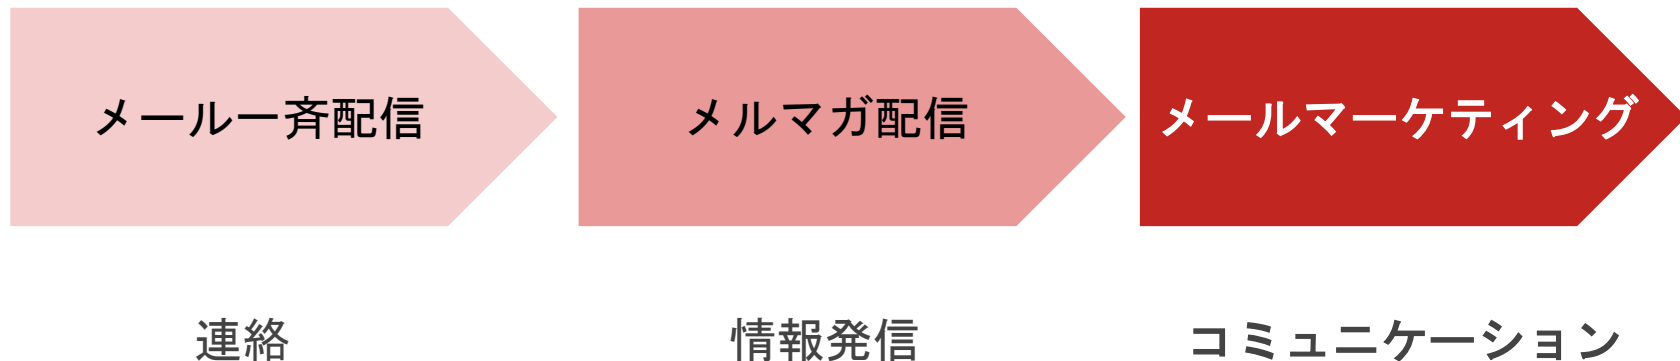 メール一斉配信
メルマガ配信
メールマーケティング
連絡
情報発信
コミュニケーション